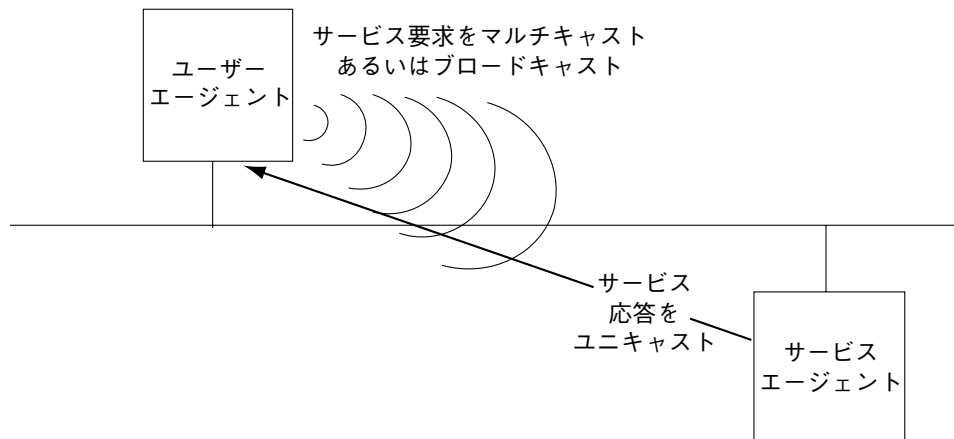 ユーザー
エージェント
サービス要求をマルチキャスト
あるいはブロードキャスト
サービス
応答を
ユニキャスト
サービス
エージェント